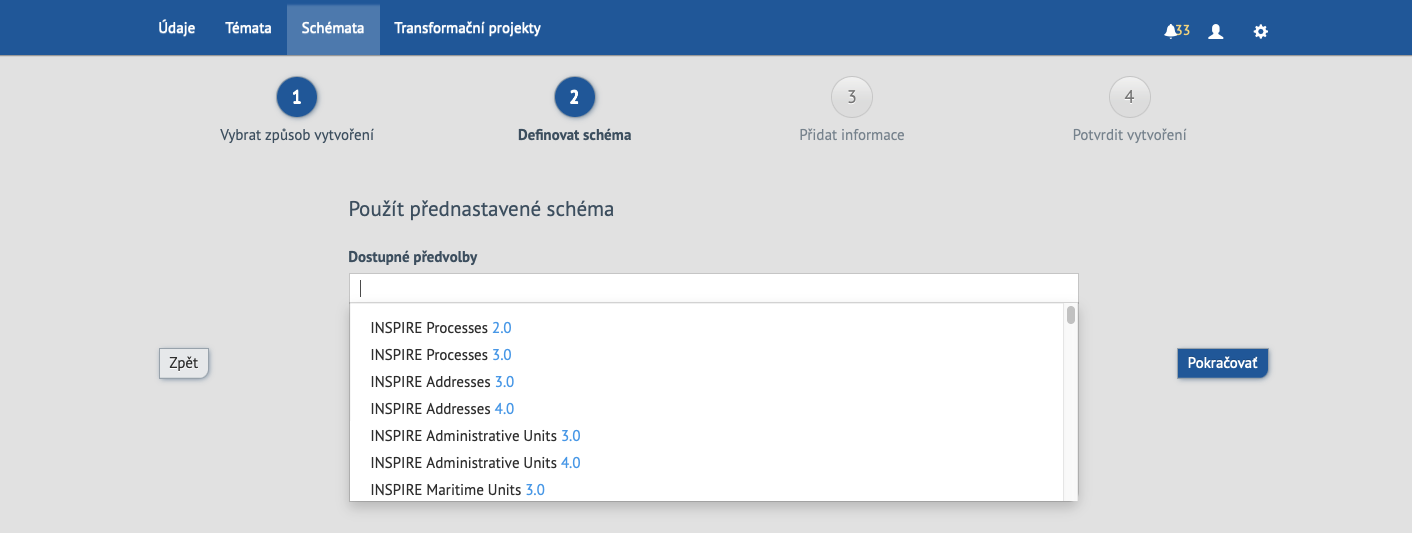 Údaje Témata Schémata Transformační projekty 33
1 2 3 4
Vybrat způsob vytvoření Definovat schéma Přidat informace Potvrdit vytvoření
Použít přednastavené schéma
Dostupné předvolby
INSPIRE Processes 2.0
INSPIRE Processes 3.0
Zpět Pokračovať
INSPIRE Addresses 3.0
INSPIRE Addresses 4.0
INSPIRE Administrative Units 3.0
INSPIRE Administrative Units 4.0
INSPIRE Maritime Units 3.0